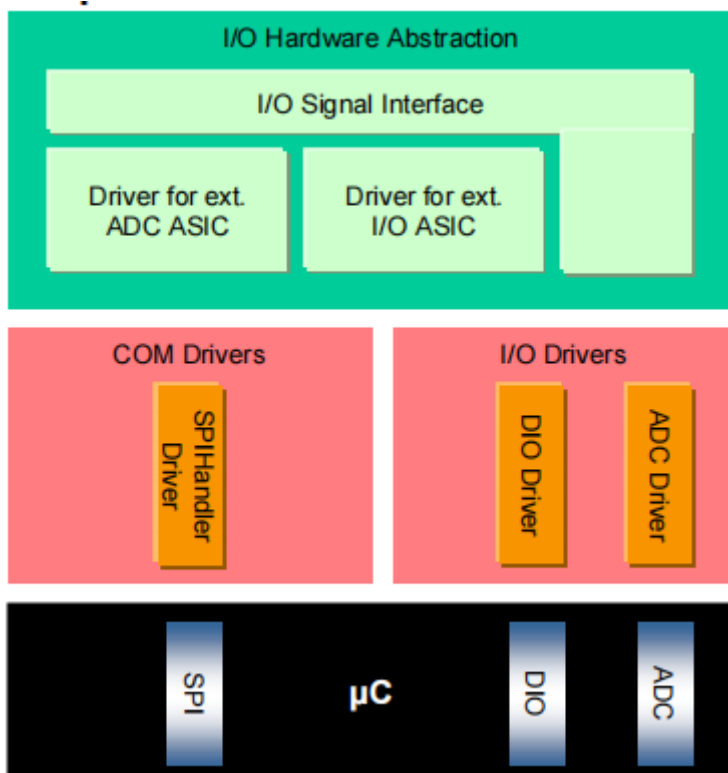 I/O Hardware Abstraction
I/O Signal Interface
Driver for ext.
ADC ASIC
Driver for ext.
I/O ASIC
COM Drivers
I/O Drivers
SPIHandler
Driver
DIO Driver
ADC Driver
SPI
µC
DIO
ADC